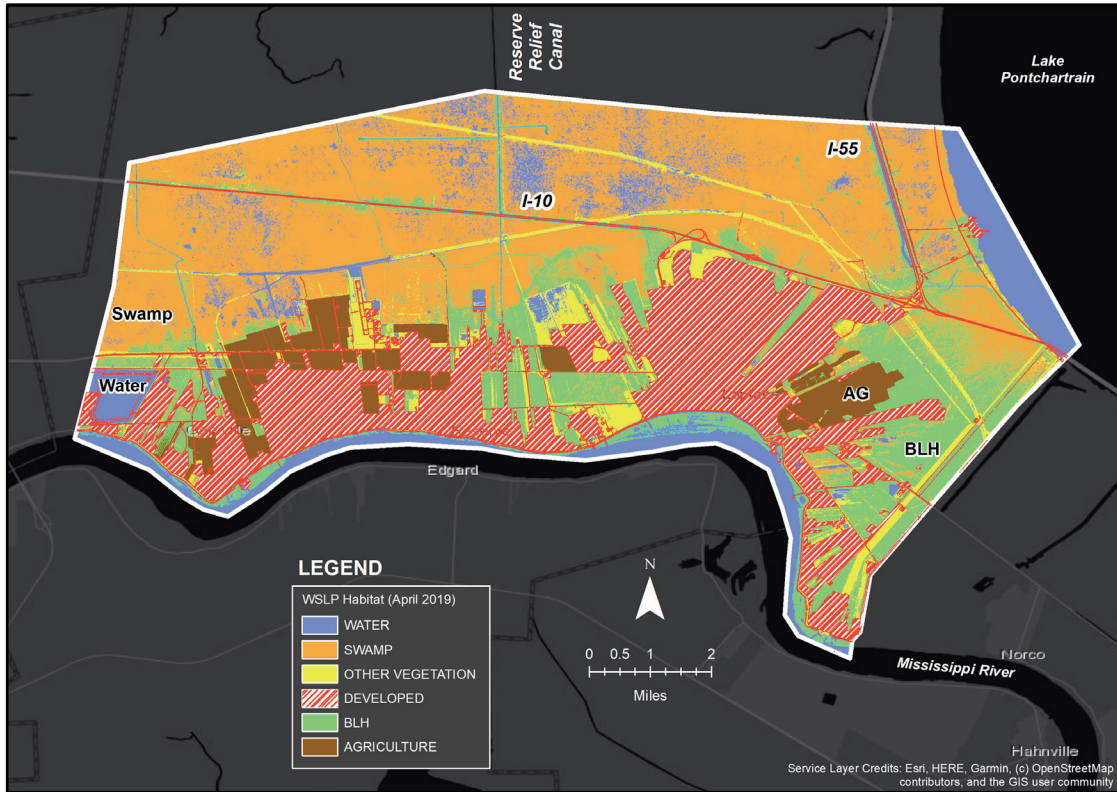 Reserve
Relief
Canal
Lake
Pontchartrain
I-55
I-10
Swamp
Water
AG
BLH
Edgard
LEGEND
WSLP Habitat (April 2019)
WATER
SWAMP
OTHER VEGETATION
DEVELOPED
BLH
AGRICULTURE
N
0 0.5 1 2
Miles
Norco
Mississippi River
Hahnville
Service Layer Credits: Esri, HERE, Garmin, (c) OpenStreetMap
contributors, and the GIS user community